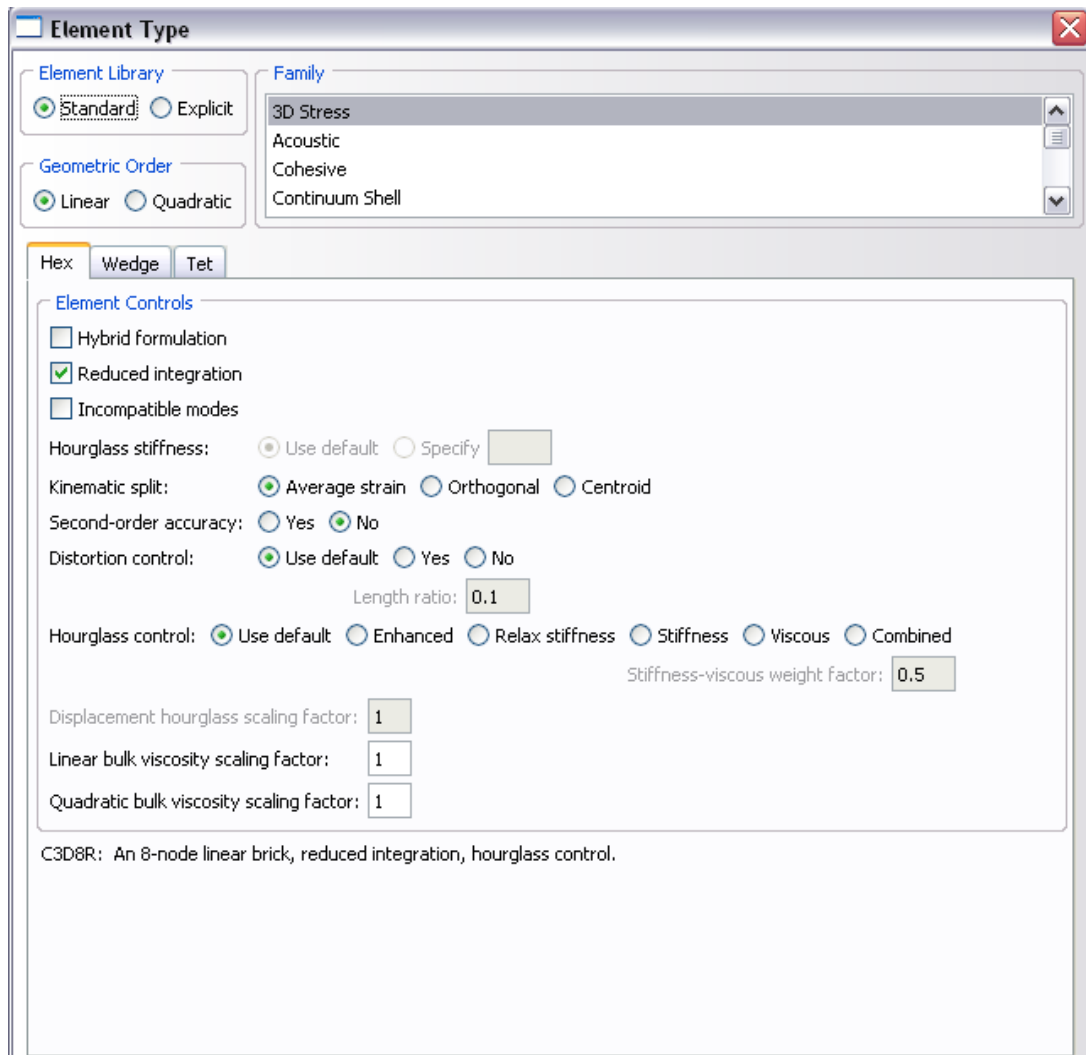 Element Type
Element Library
Standard Explicit
Family
3D Stress
Acoustic
Cohesive
Continuum Shell
Geometric Order
Linear Quadratic
Hex Wedge Tet
Element Controls
Hybrid formulation
Reduced integration
Incompatible modes
Hourglass stiffness: Use default Specify
Kinematic split: Average strain Orthogonal Centroid
Second-order accuracy: Yes No
Distortion control: Use default Yes No
Length ratio: 0.1
Hourglass control: Use default Enhanced Relax stiffness Stiffness Viscous Combined
Stiffness-viscous weight factor: 0.5
Displacement hourglass scaling factor: 1
Linear bulk viscosity scaling factor: 1
Quadratic bulk viscosity scaling factor: 1
C3D8R: An 8-node linear brick, reduced integration, hourglass control.